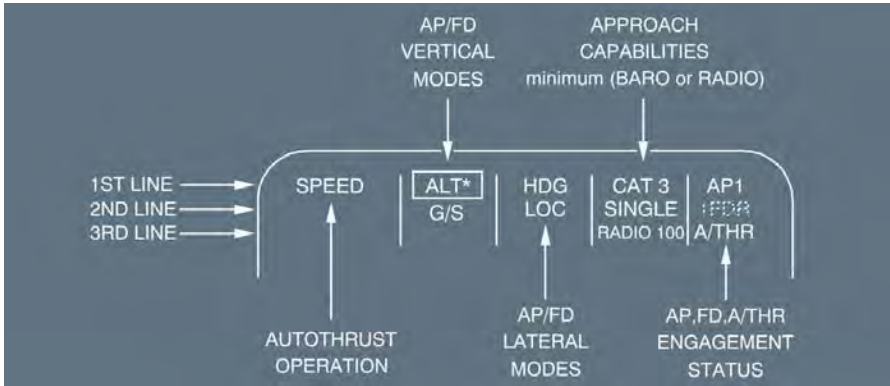 AP/FD
VERTICAL
MODES
APPROACH
CAPABILITIES
minimum (BARO or RADIO)
1ST LINE
2ND LINE
3RD LINE
SPEED
ALT*
G/S
HDG
LOC
CAT 3
SINGLE
RADIO 100
AP1
A/THR
AUTOTHRUST
OPERATION
AP/FD
LATERAL
MODES
AP,FD,A/THR
ENGAGEMENT
STATUS